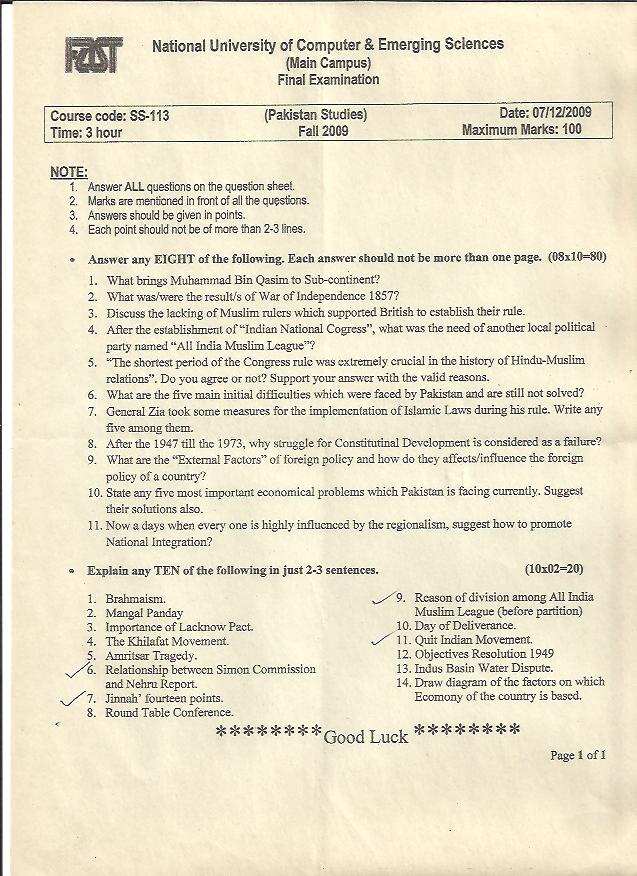 FAST
National University of Computer & Emerging Sciences
(Main Campus)
Final Examination
Course code: SS-113 (Pakistan Studies) Date: 07/12/2009
Time: 3 hour Fall 2009 Maximum Marks: 100
NOTE:
1. Answer ALL questions on the question sheet.
2. Marks are mentioned in front of all the questions.
3. Answers should be given in points.
4. Each point should not be of more than 2-3 lines.
• Answer any EIGHT of the following. Each answer should not be more than one page. (08x10=80)
1. What brings Muhammad Bin Qasim to Sub-continent?
2. What was/were the result/s of War of Independence 1857?
3. Discuss the lacking of Muslim rulers which supported British to establish their rule.
4. After the establishment of “Indian National Cogress”, what was the need of another local political
party named “All India Muslim League”?
5. “The shortest period of the Congress rule was extremely crucial in the history of Hindu-Muslim
relations”. Do you agree or not? Support your answer with the valid reasons.
6. What are the five main initial difficulties which were faced by Pakistan and are still not solved?
7. General Zia took some measures for the implementation of Islamic Laws during his rule. Write any
five among them.
8. After the 1947 till the 1973, why struggle for Constitutinal Development is considered as a failure?
9. What are the “External Factors” of foreign policy and how do they affects/influence the foreign
policy of a country?
10. State any five most important economical problems which Pakistan is facing currently. Suggest
their solutions also.
11. Now a days when every one is highly influenced by the regionalism, suggest how to promote
National Integration?
• Explain any TEN of the following in just 2-3 sentences. (10x02=20)
1. Brahmaism.
2. Mangal Panday
3. Importance of Lacknow Pact.
4. The Khilafat Movement.
5. Amritsar Tragedy.
6. Relationship between Simon Commission
and Nehru Report.
7. Jinnah’ fourteen points.
8. Round Table Conference.
9. Reason of division among All India
Muslim League (before partition)
10. Day of Deliverance.
11. Quit Indian Movement.
12. Objectives Resolution 1949
13. Indus Basin Water Dispute.
14. Draw diagram of the factors on which
Ecomony of the country is based.
********Good Luck ********
Page 1 of 1